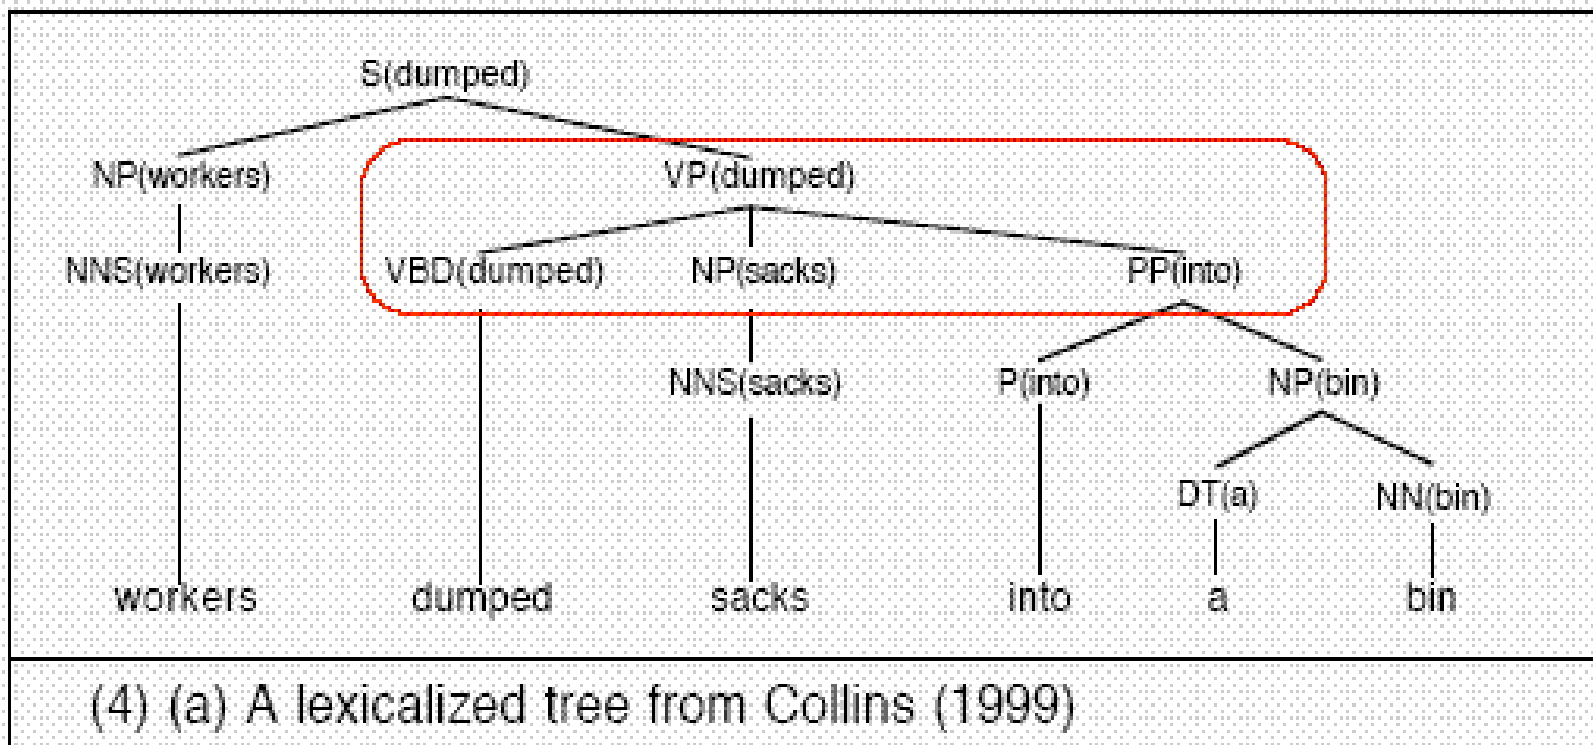 S(dumped)
NP(workers) VP(dumped)
NNS(workers) VBD(dumped) NP(sacks) PP(into)
NNS(sacks) P(into) NP(bin)
DT(a) NN(bin)
workers dumped sacks into a bin
(4) (a) A lexicalized tree from Collins (1999)